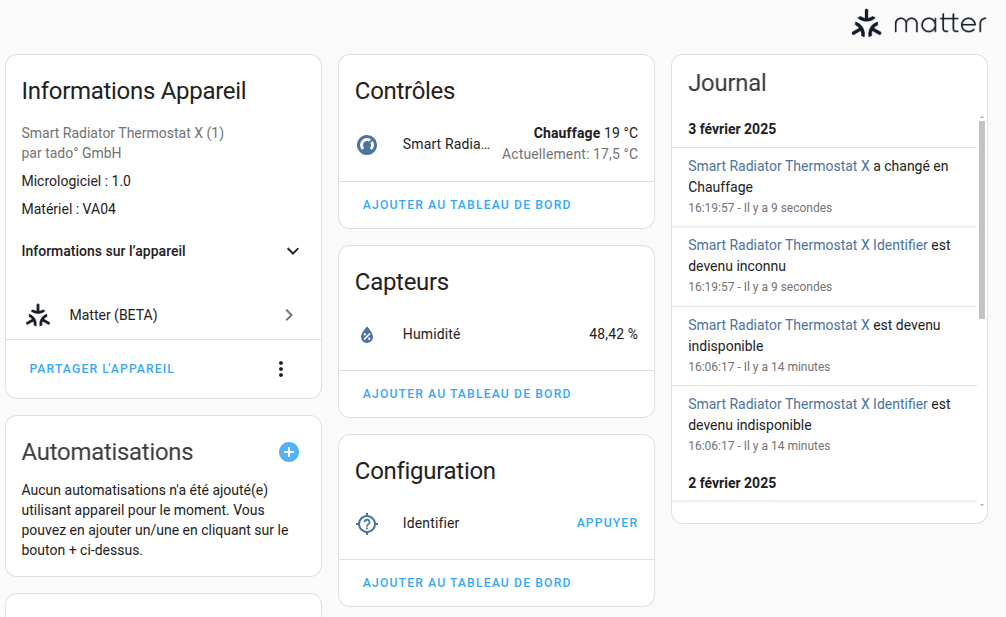 matter
Informations Appareil
Smart Radiator Thermostat X (1)
par tado° GmbH
Micrologiciel : 1.0
Matériel : VA04
Informations sur l'appareil
Matter (BETA)
PARTAGER L'APPAREIL
Automatisations
Aucun automatisations n'a été ajouté(e)
utilisant appareil pour le moment. Vous
pouvez en ajouter un/une en cliquant sur le
bouton + ci-dessus.
Contrôles
Smart Radia... Chauffage 19 °C
Actuellement: 17,5 °C
AJOUTER AU TABLEAU DE BORD
Capteurs
Humidité 48,42 %
AJOUTER AU TABLEAU DE BORD
Configuration
Identifier APPUYER
AJOUTER AU TABLEAU DE BORD
Journal
3 février 2025
Smart Radiator Thermostat X a changé en
Chauffage
16:19:57 - Il y a 9 secondes
Smart Radiator Thermostat X Identifier est
devenu inconnu
16:19:57 - Il y a 9 secondes
Smart Radiator Thermostat X est devenu
indisponible
16:06:17 - Il y a 14 minutes
Smart Radiator Thermostat X Identifier est
devenu indisponible
16:06:17 - Il y a 14 minutes
2 février 2025